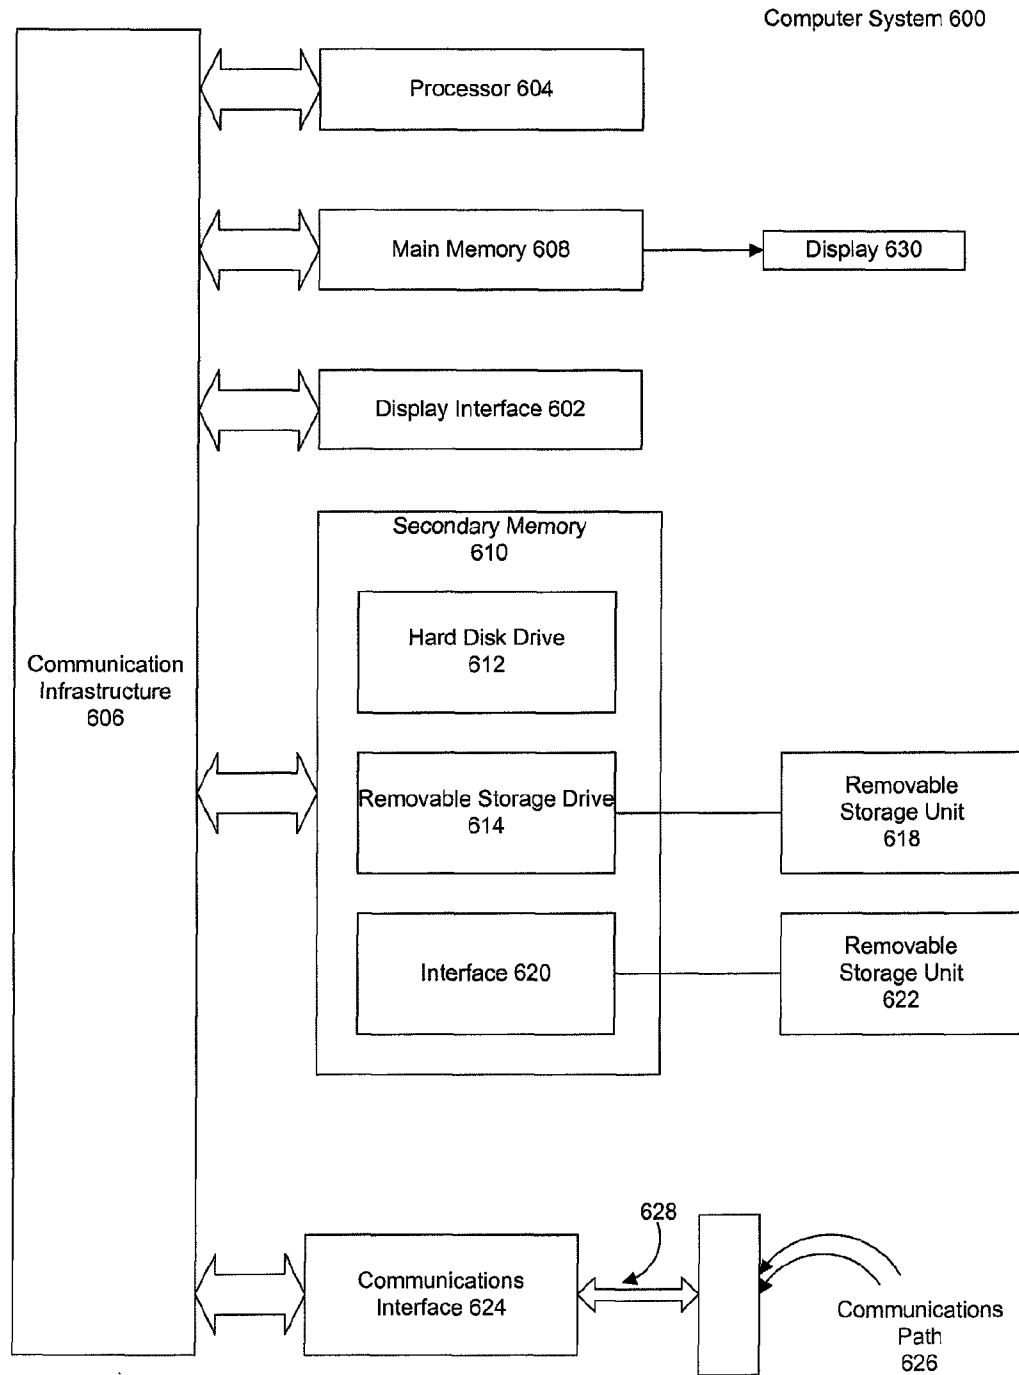 Computer System 600
Processor 604
Main Memory 608
Display 630
Display Interface 602
Secondary Memory
610
Hard Disk Drive
612
Communication
Infrastructure
606
Removable Storage Drive
614
Removable
Storage Unit
618
Interface 620
Removable
Storage Unit
622
628
Communications
Interface 624
Communications
Path
626